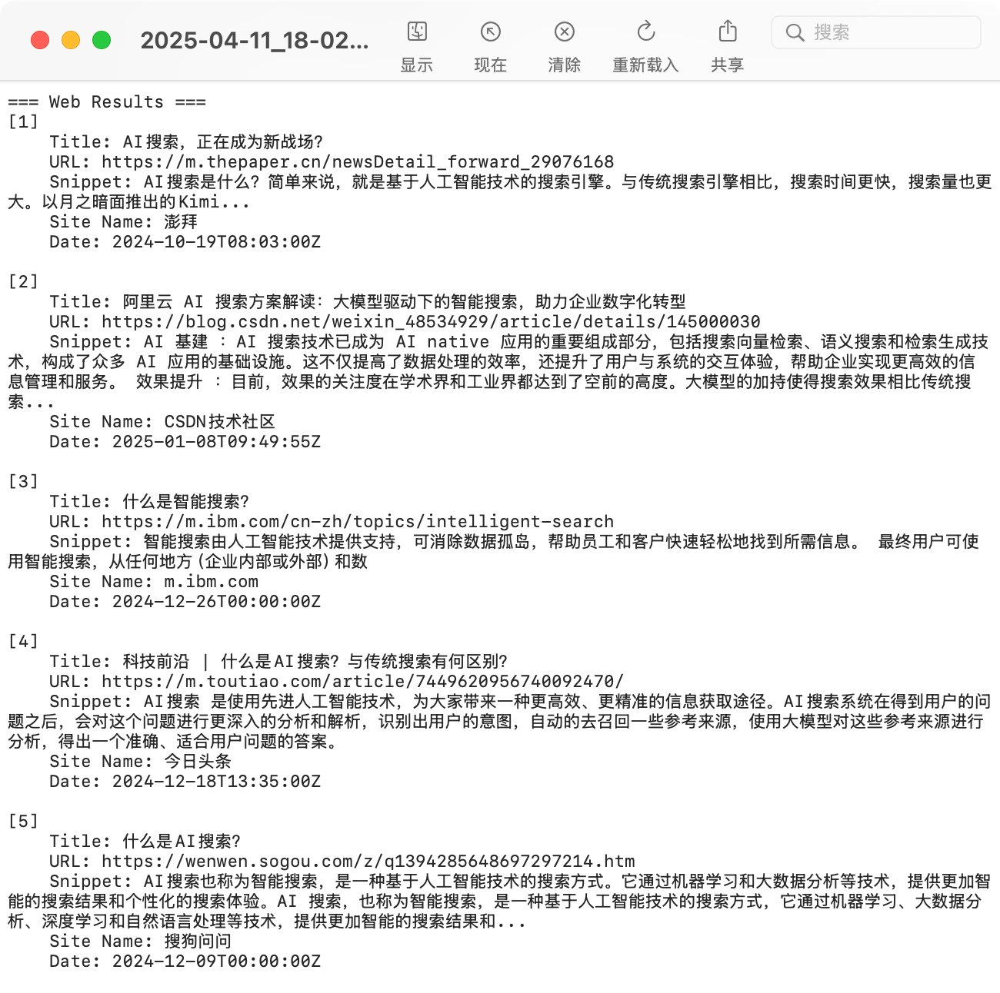 2025-04-11_18-02...
显示
现在
清除
重新载入
共享
搜索
=== Web Results ===
[1]
Title: AI搜索，正在成为新战场？
URL: https://m.thepaper.cn/newsDetail_forward_29076168
Snippet: AI搜索是什么？简单来说，就是基于人工智能技术的搜索引擎。与传统搜索引擎相比，搜索时间更快，搜索量也更
大。以月之暗面推出的Kimi...
Site Name: 澎拜
Date: 2024-10-19T08:03:00Z
[2]
Title: 阿里云 AI 搜索方案解读：大模型驱动下的智能搜索，助力企业数字化转型
URL: https://blog.csdn.net/weixin_48534929/article/details/145000030
Snippet: AI 基建 ：AI 搜索技术已成为 AI native 应用的重要组成部分，包括搜索向量检索、语义搜索和检索生成技
术，构成了众多 AI 应用的基础设施。这不仅提高了数据处理的效率，还提升了用户与系统的交互体验，帮助企业实现更高效的信
息管理和服务。 效果提升 ：目前，效果的关注度在学术界和工业界都达到了空前的高度。大模型的加持使得搜索效果相比传统搜
索...
Site Name: CSDN技术社区
Date: 2025-01-08T09:49:55Z
[3]
Title: 什么是智能搜索？
URL: https://m.ibm.com/cn-zh/topics/intelligent-search
Snippet: 智能搜索由人工智能技术提供支持，可消除数据孤岛，帮助员工和客户快速轻松地找到所需信息。 最终用户可使
用智能搜索，从任何地方(企业内部或外部)和数
Site Name: m.ibm.com
Date: 2024-12-26T00:00:00Z
[4]
Title: 科技前沿 | 什么是AI搜索？与传统搜索有何区别？
URL: https://m.toutiao.com/article/7449620956740092470/
Snippet: AI搜索 是使用先进人工智能技术，为大家带来一种更高效、更精准的信息获取途径。AI搜索系统在得到用户的问
题之后，会对这个问题进行更深入的分析和解析，识别出用户的意图，自动的去召回一些参考来源，使用大模型对这些参考来源进行
分析，得出一个准确、适合用户问题的答案。
Site Name: 今日头条
Date: 2024-12-18T13:35:00Z
[5]
Title: 什么是AI搜索？
URL: https://wenwen.sogou.com/z/q1394285648697297214.htm
Snippet: AI搜索也称为智能搜索，是一种基于人工智能技术的搜索方式。它通过机器学习和大数据分析等技术，提供更加智
能的搜索结果和个性化的搜索体验。AI 搜索，也称为智能搜索，是一种基于人工智能技术的搜索方式，它通过机器学习、大数据分
析、深度学习和自然语言处理等技术，提供更加智能的搜索结果和...
Site Name: 搜狗问问
Date: 2024-12-09T00:00:00Z